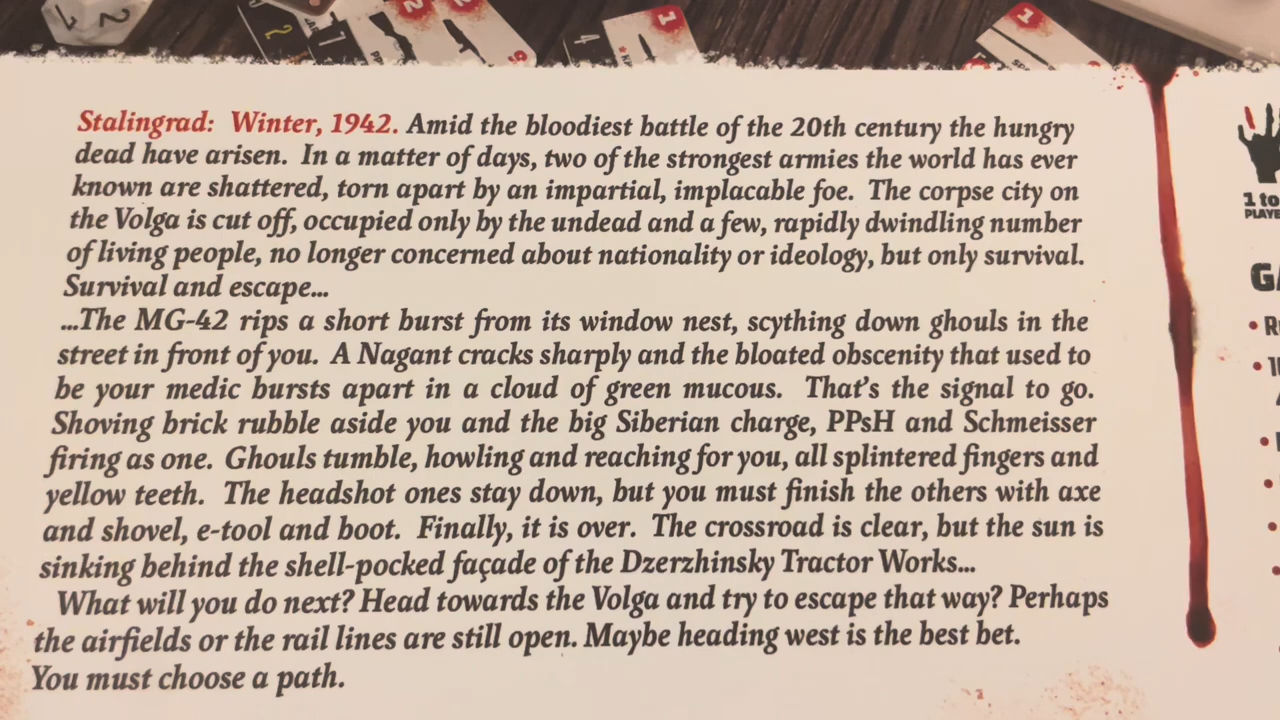 Stalingrad: Winter, 1942. Amid the bloodiest battle of the 20th century the hungry
dead have arisen. In a matter of days, two of the strongest armies the world has ever
known are shattered, torn apart by an impartial, implacable foe. The corpse city on
the Volga is cut off, occupied only by the undead and a few, rapidly dwindling number
of living people, no longer concerned about nationality or ideology, but only survival.
Survival and escape...
...The MG-42 rips a short burst from its window nest, scything down ghouls in the
street in front of you. A Nagant cracks sharply and the bloated obscenity that used to
be your medic bursts apart in a cloud of green mucous. That's the signal to go.
Shoving brick rubble aside you and the big Siberian charge, PPsH and Schmeisser
firing as one. Ghouls tumble, howling and reaching for you, all splintered fingers and
yellow teeth. The headshot ones stay down, but you must finish the others with axe
and shovel, e-tool and boot. Finally, it is over. The crossroad is clear, but the sun is
sinking behind the shell-pocked façade of the Dzerzhinsky Tractor Works...
What will you do next? Head towards the Volga and try to escape that way? Perhaps
the airfields or the rail lines are still open. Maybe heading west is the best bet.
You must choose a path.
1 to